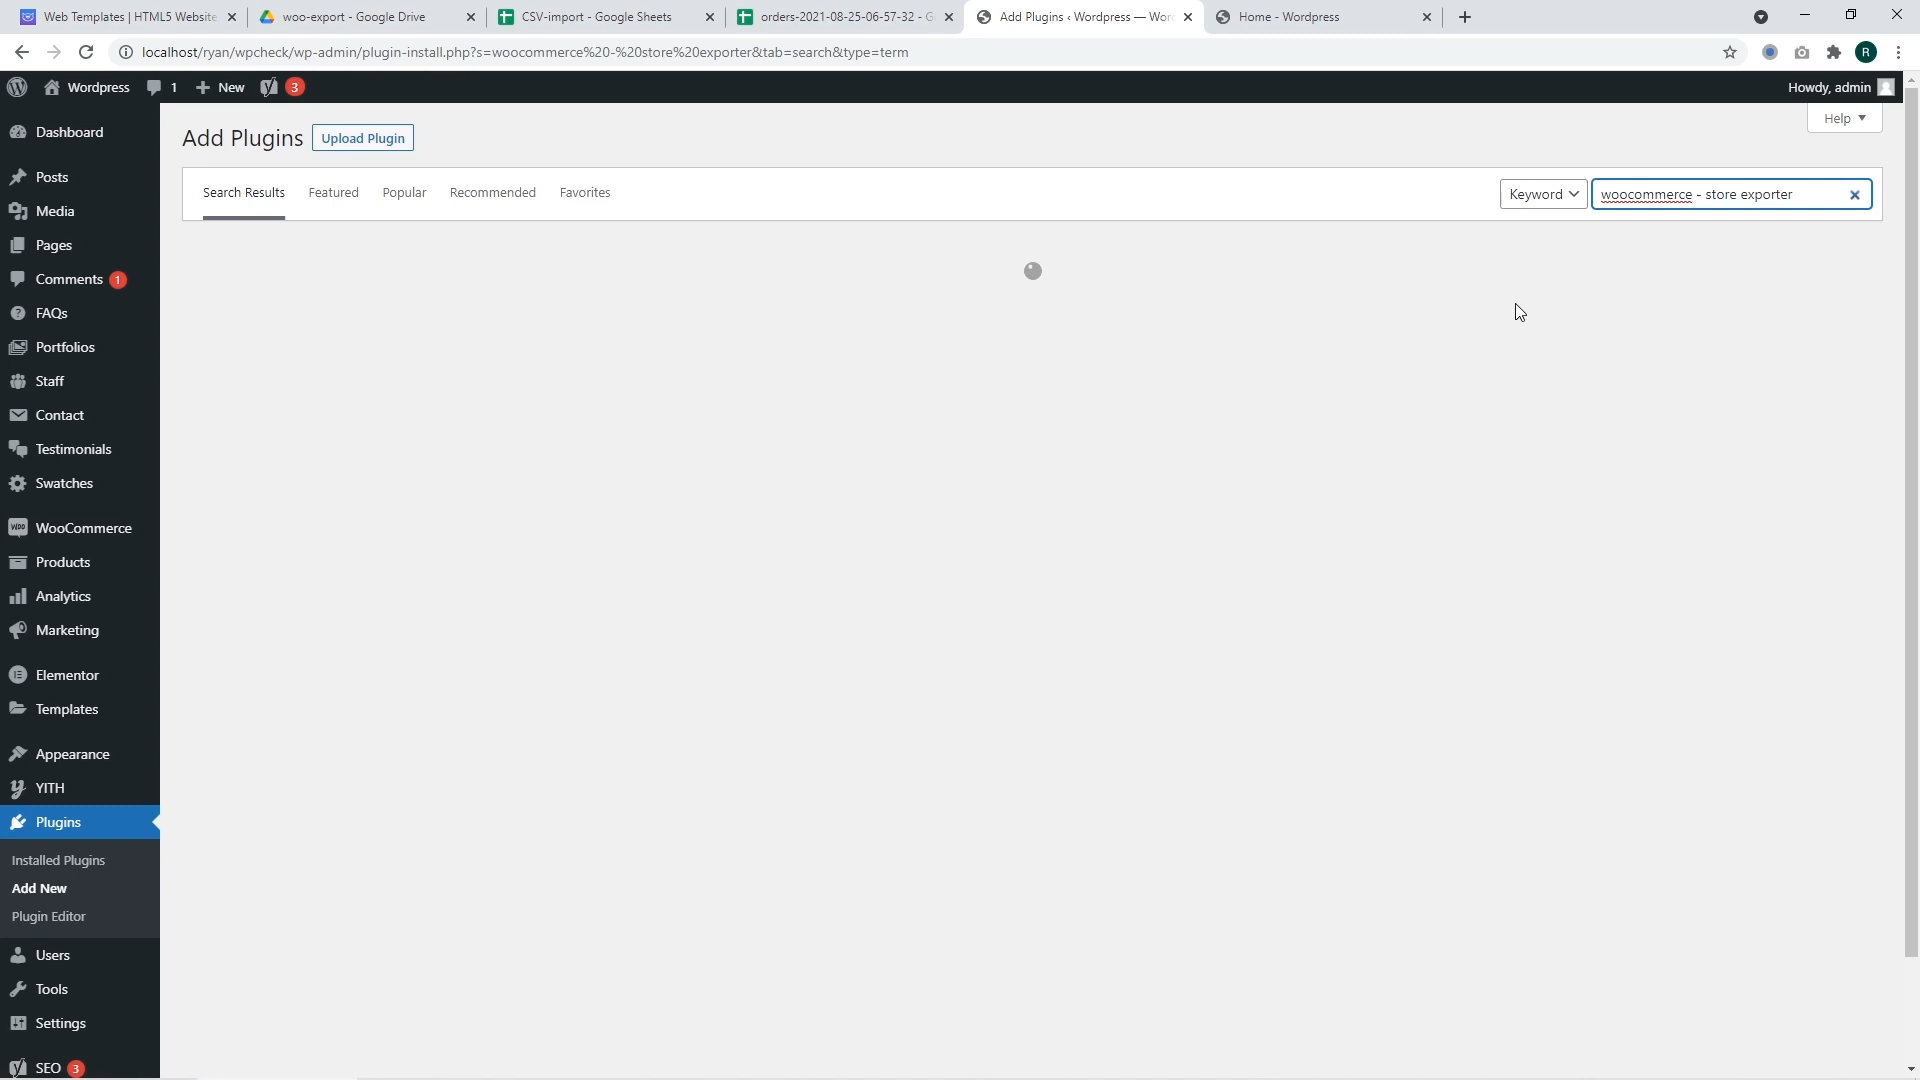 Web Templates | HTML5 Website
woo-export - Google Drive
CSV-import - Google Sheets
orders-2021-08-25-06-57-32 - G
Add Plugins ‹ Wordpress — Wor
Home - Wordpress
localhost/ryan/wpcheck/wp-admin/plugin-install.php?s=woocommerce%20-%20store%20exporter&tab=search&type=term
R
Wordpress
1
New
3
Howdy, admin
Dashboard
Posts
Media
Pages
Comments 1
FAQs
Portfolios
Staff
Contact
Testimonials
Swatches
WooCommerce
Products
Analytics
Marketing
Elementor
Templates
Appearance
YITH
Plugins
Installed Plugins
Add New
Plugin Editor
Users
Tools
Settings
SEO 3
Add Plugins
Upload Plugin
Help
Search Results
Featured
Popular
Recommended
Favorites
Keyword
woocommerce - store exporter